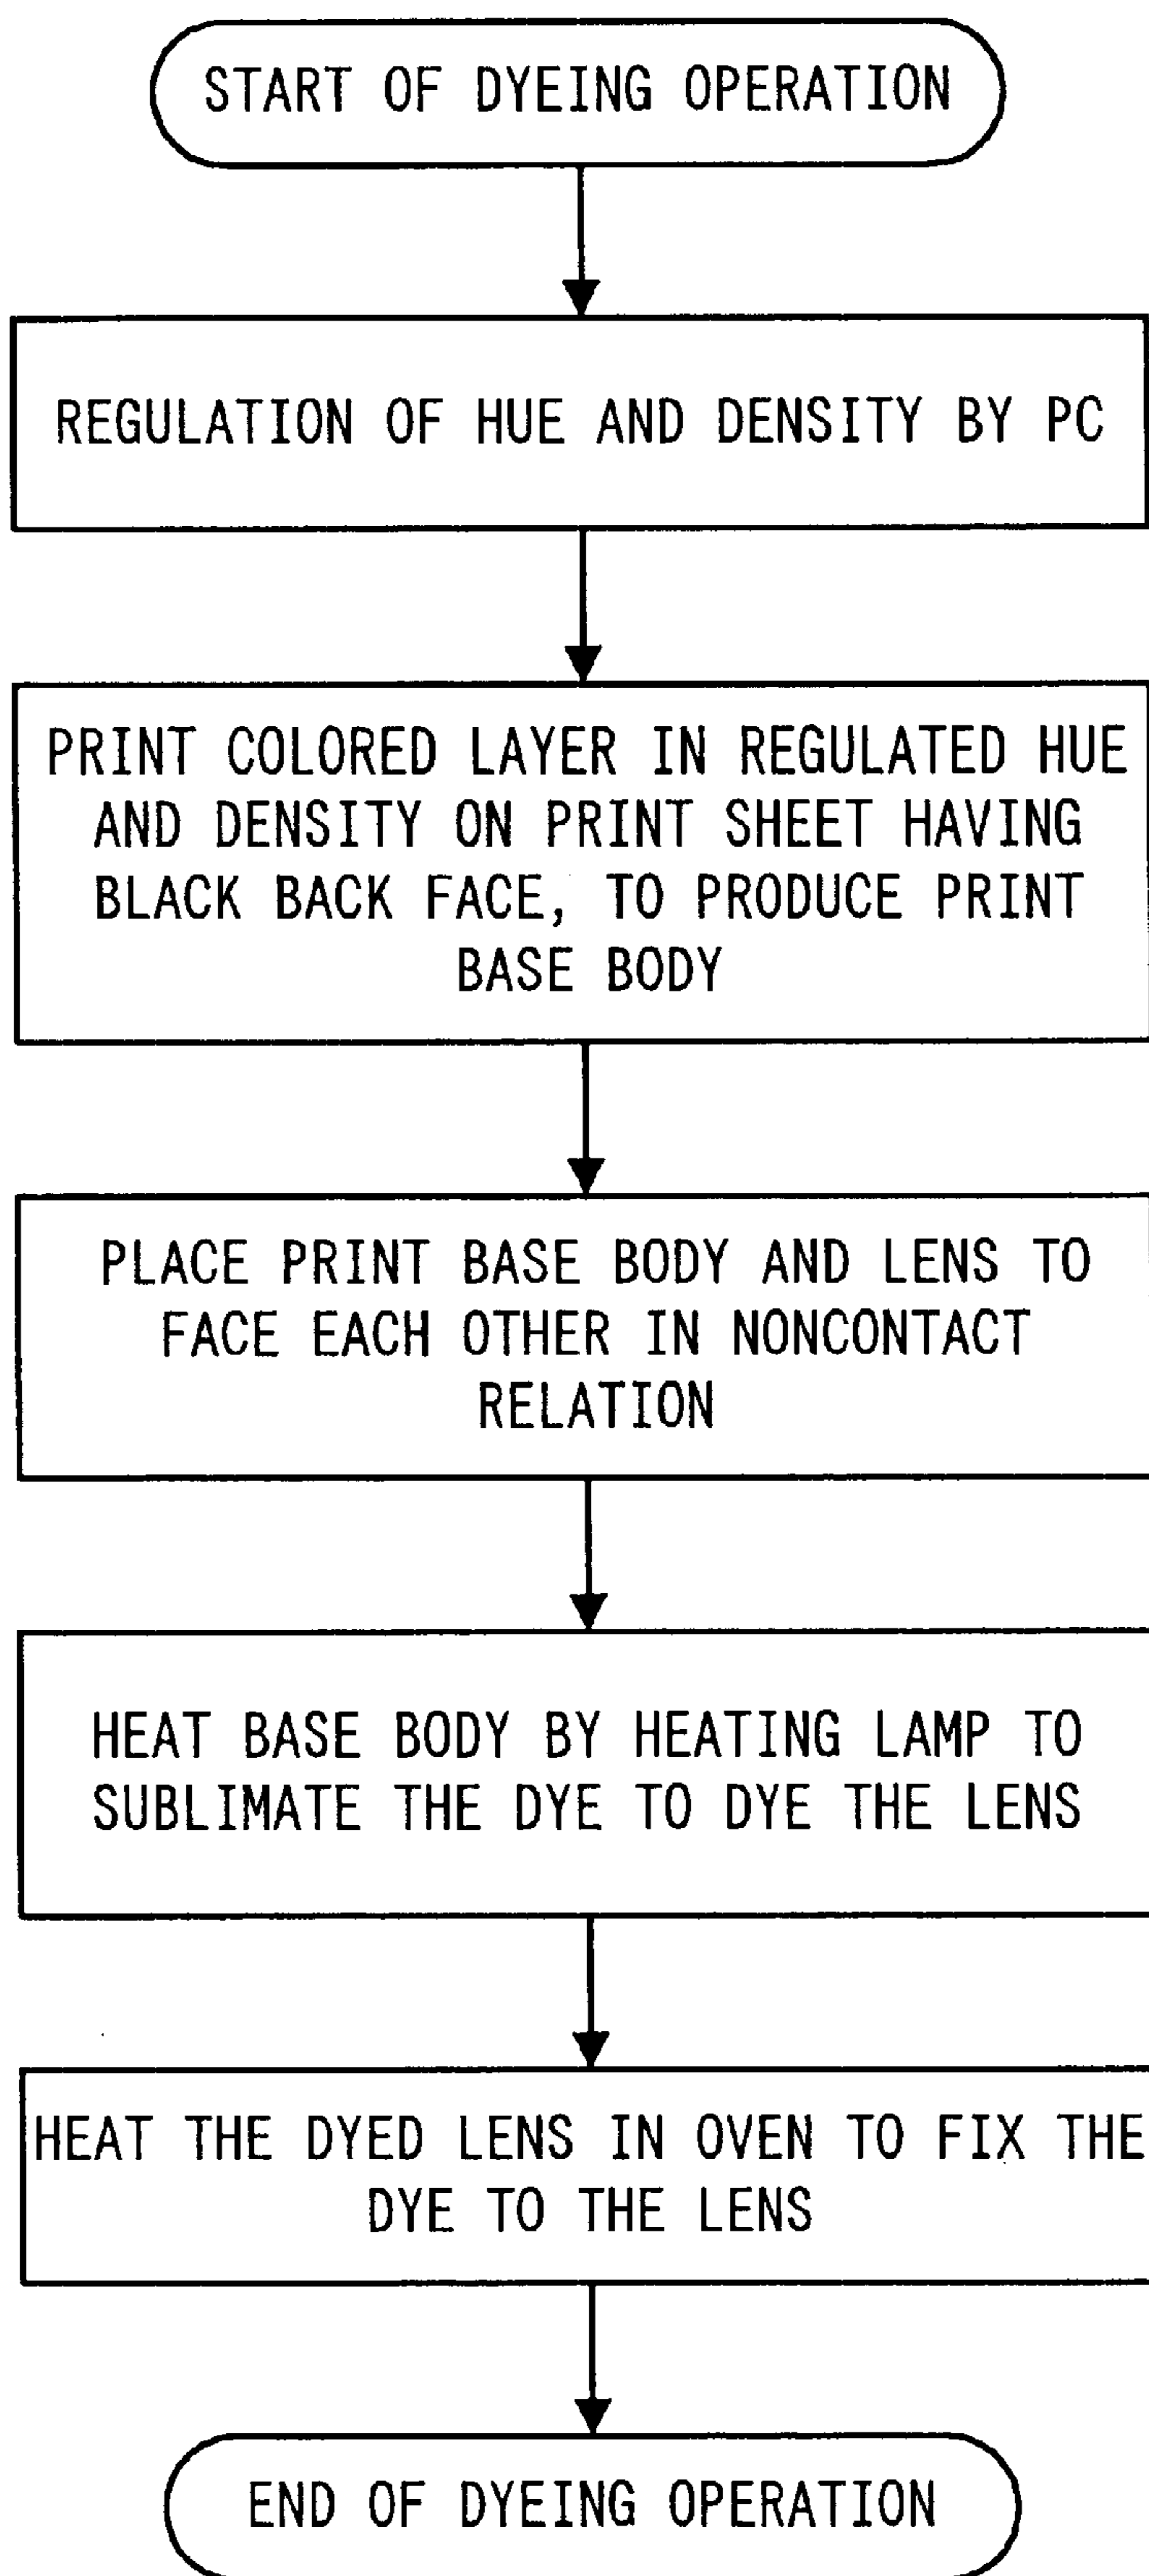 START OF DYEING OPERATION
REGULATION OF HUE AND DENSITY BY PC
PRINT COLORED LAYER IN REGULATED HUE
AND DENSITY ON PRINT SHEET HAVING
BLACK BACK FACE, TO PRODUCE PRINT
BASE BODY
PLACE PRINT BASE BODY AND LENS TO
FACE EACH OTHER IN NONCONTACT
RELATION
HEAT BASE BODY BY HEATING LAMP TO
SUBLIMATE THE DYE TO DYE THE LENS
HEAT THE DYED LENS IN OVEN TO FIX THE
DYE TO THE LENS
END OF DYEING OPERATION